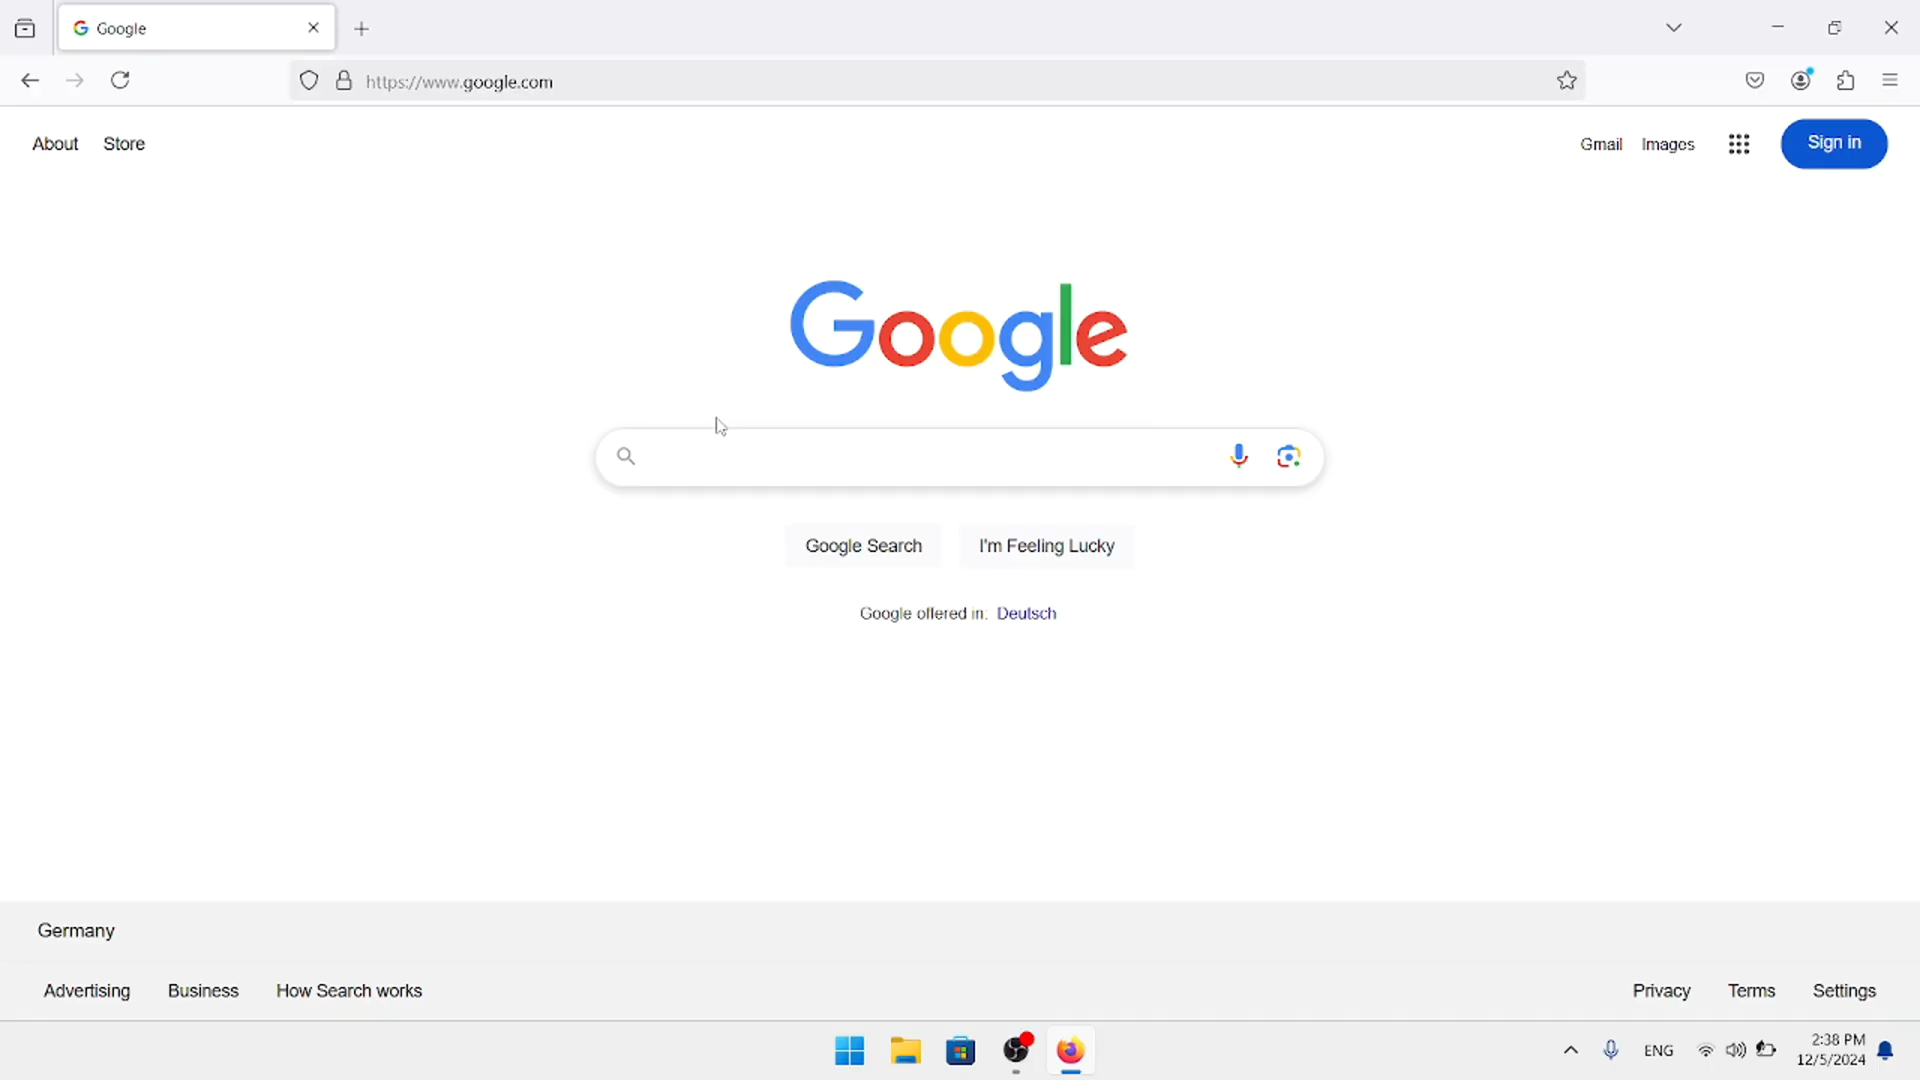 Google
https://www.google.com
About Store
Gmail Images Sign in
Google
Google Search I'm Feeling Lucky
Google offered in: Deutsch
Germany
Advertising Business How Search works
Privacy Terms Settings
ENG
2:38 PM
12/5/2024